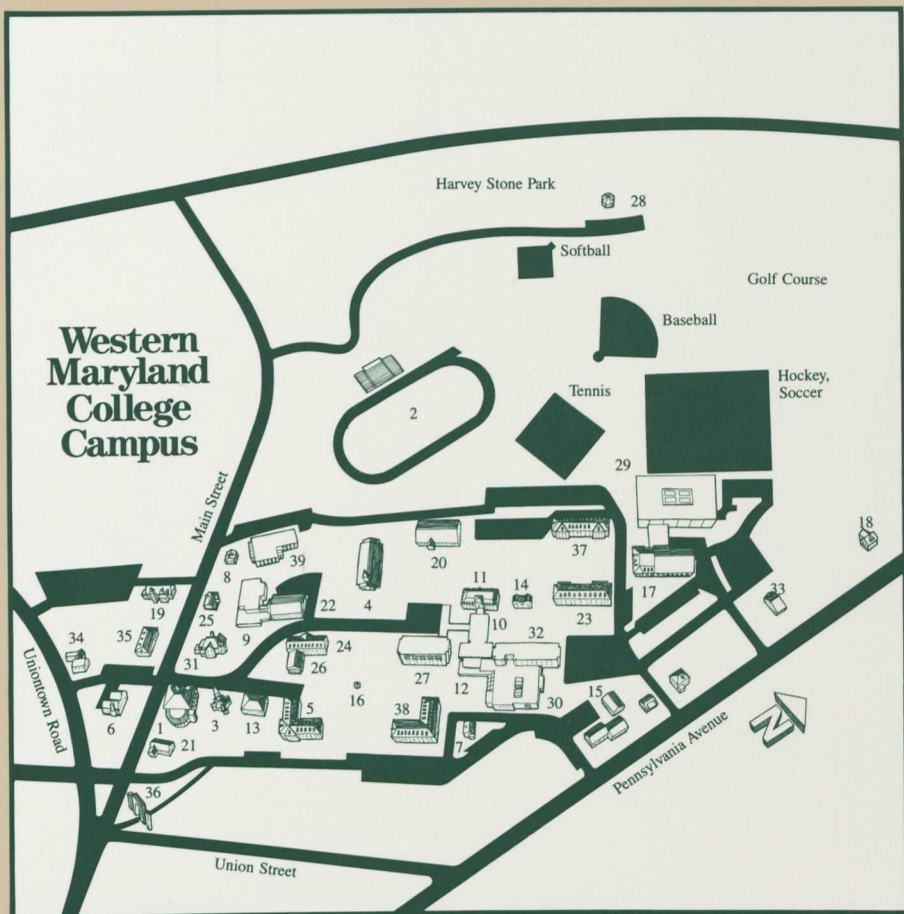 Harvey Stone Park
28
Softball
Golf Course
Baseball
Western
Maryland
College
Campus
Hockey,
Soccer
Tennis
2
29
Main Street
18
39
20
37
8
19
4
11
14
17
33
25
22
10
23
34
35
9
24
32
31
26
27
12
16
Uniontown Road
6
1
3
13
5
38
7
30
15
21
N
Pennsylvania Avenue
36
Union Street